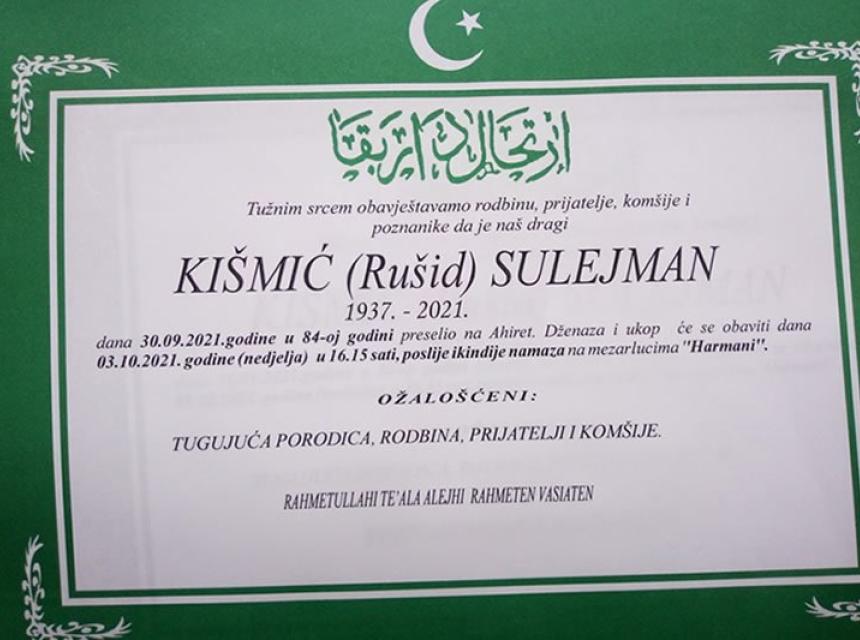 ارتحال دار بقا
Tužnim srcem obavještavamo rodbinu, prijatelje, komšije i
poznanike da je naš dragi
KIŠMIĆ (Rušid) SULEJMAN
1937. - 2021.
dana 30.09.2021.godine u 84-oj godini preselio na Ahiret. Dženaza i ukop će se obaviti dana
03.10.2021. godine (nedjelja) u 16.15 sati, poslije ikindije namaza na mezarlucima "Harmani".
OŽALOŠĆENI:
TUGUJUĆA PORODICA, RODBINA, PRIJATELJI I KOMŠIJE.
RAHMETULLAHI TE'ALA ALEJHI RAHMETEN VASIATEN